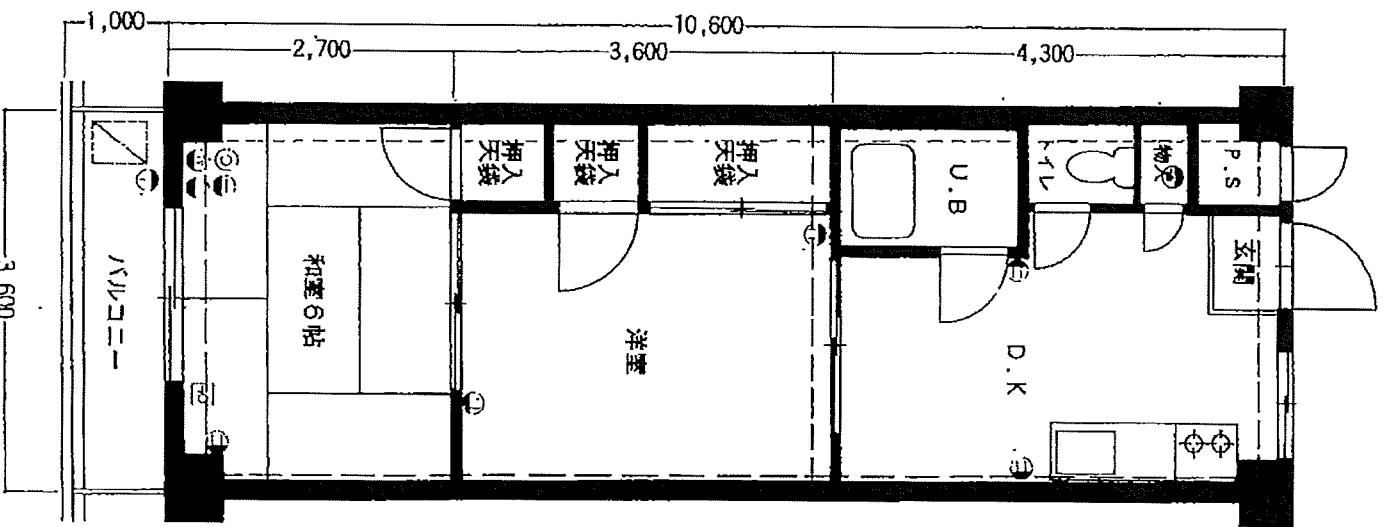 1,000
10,600
2,700
3,600
4,300
3,600
バルコニー
和室6帖
押入
天袋
押入
天袋
押入
天袋
洋室
U.B
トイレ
物入
P.S
玄関
D.K